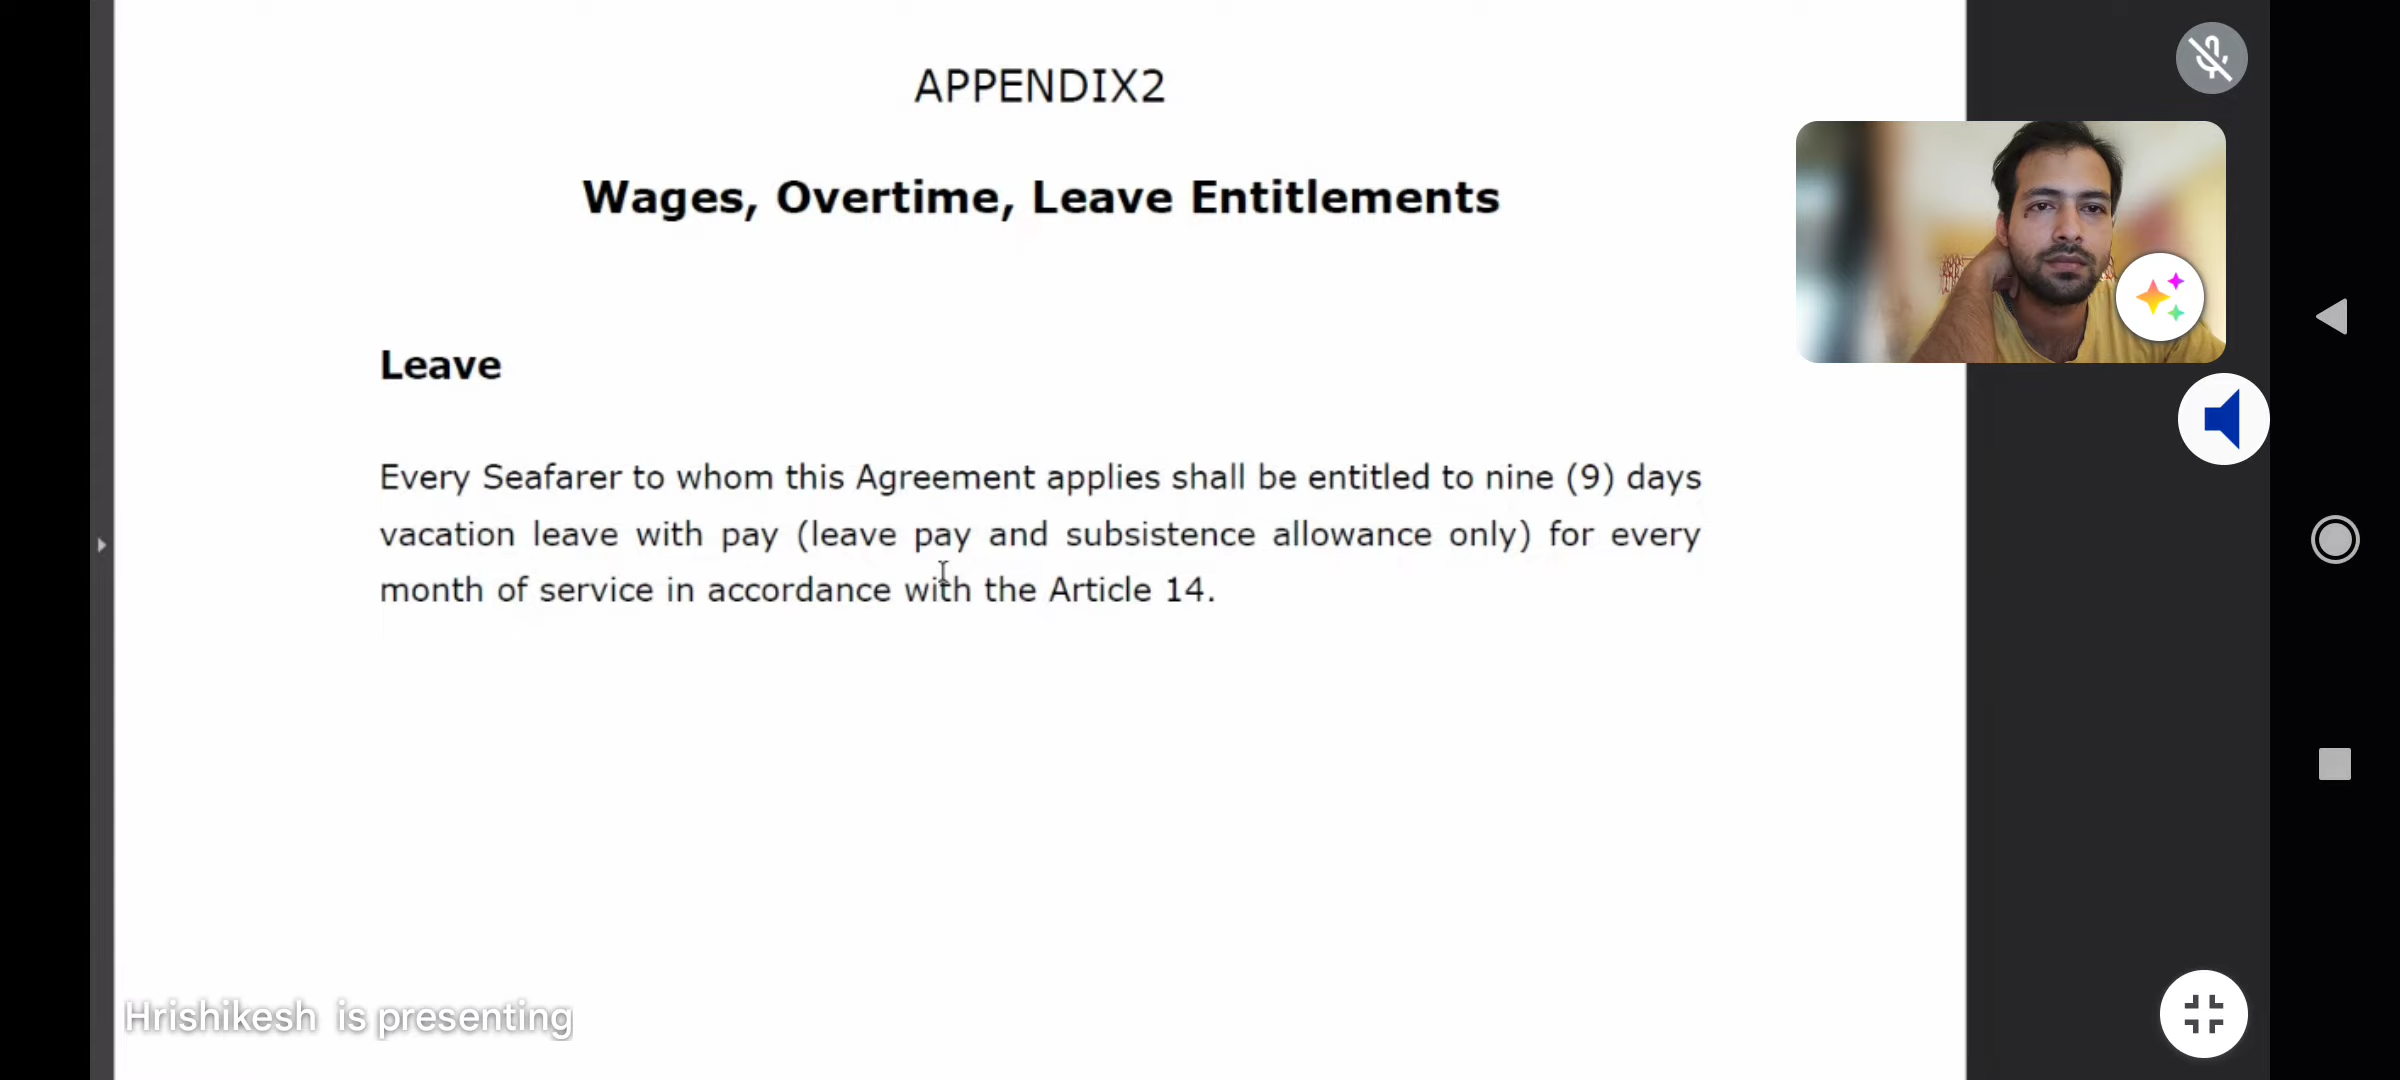 APPENDIX2
Wages, Overtime, Leave Entitlements
Leave
Every Seafarer to whom this Agreement applies shall be entitled to nine (9) days
vacation leave with pay (leave pay and subsistence allowance only) for every
month of service in accordance with the Article 14.
Hrishikesh is presenting